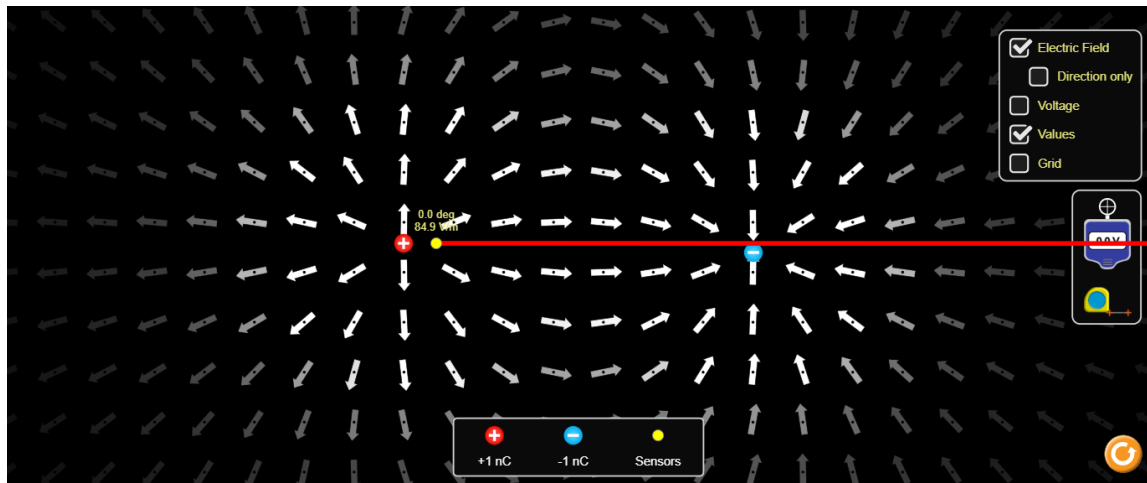 Electric Field
Direction only
Voltage
Values
Grid
0.0 deg
84.9 V/m
+1 nC
-1 nC
Sensors